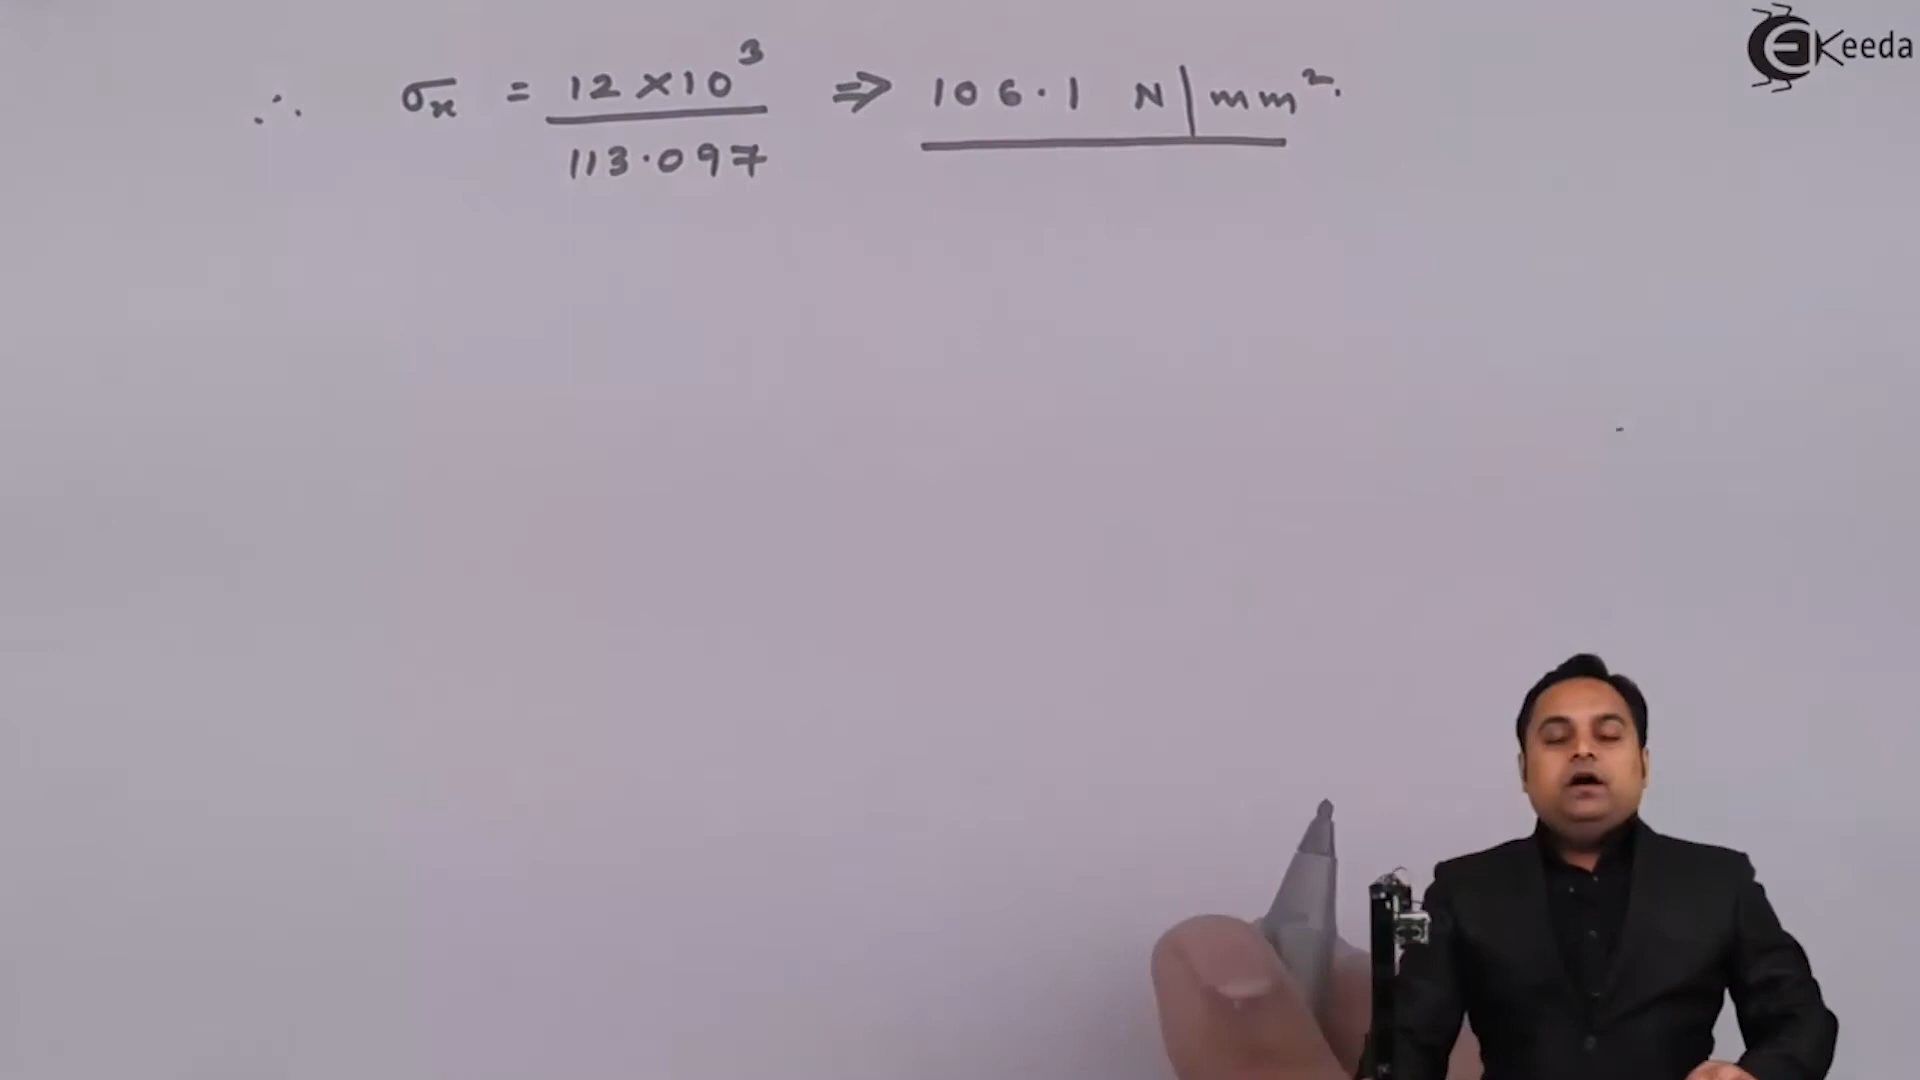 ∴ σx = 12 × 10³ / 113.097 ⇒ 106.1 N/mm².
EKeeda